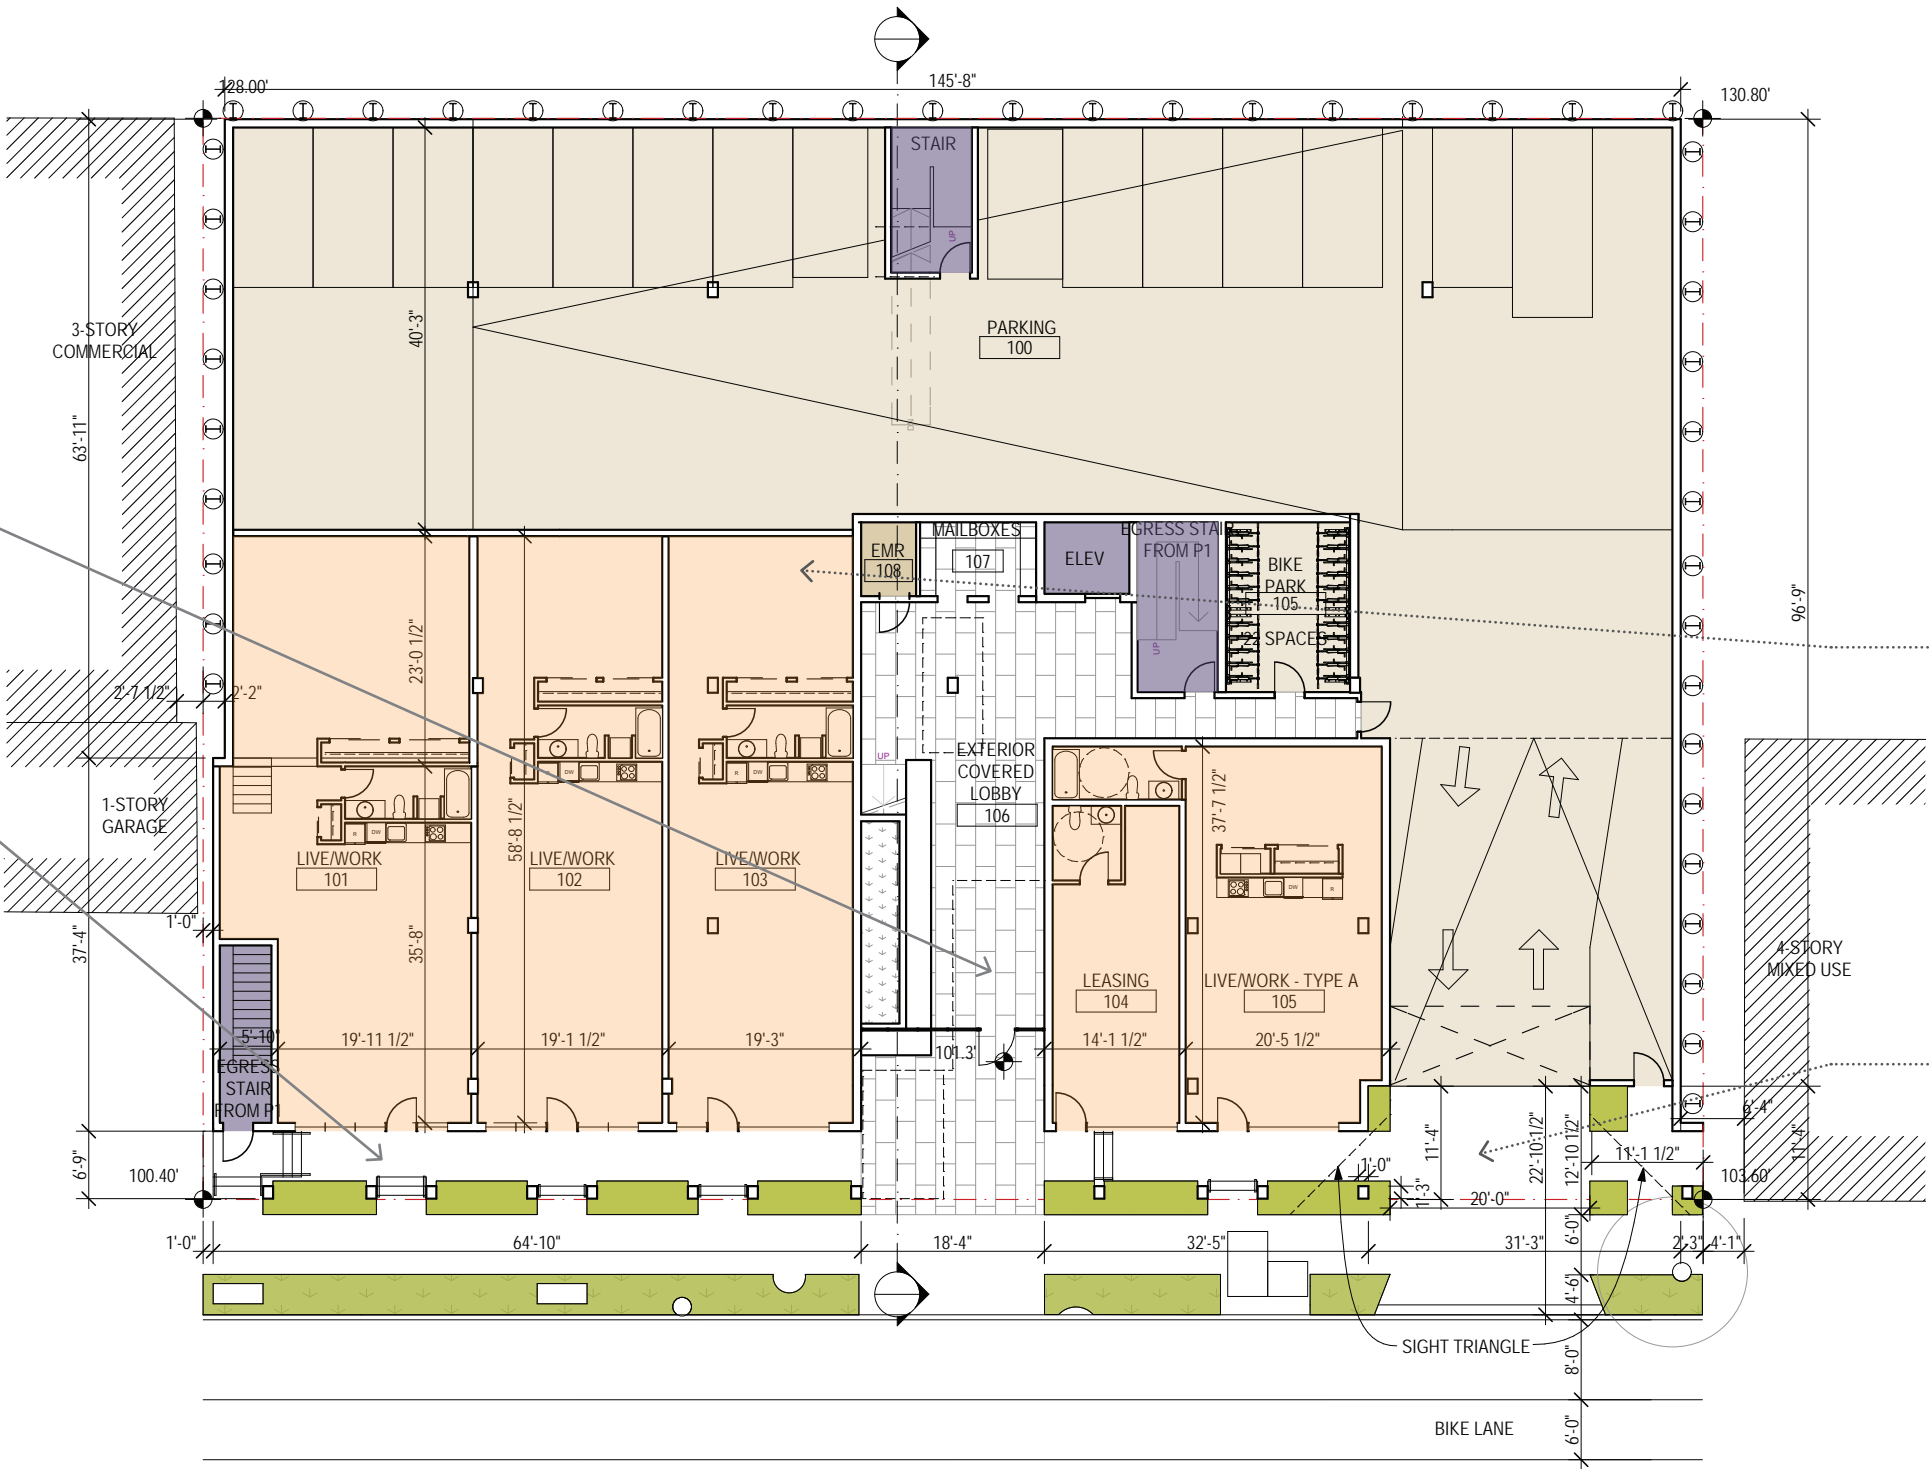 128.00'
145'-8"
130.80'
STAIR
UP
3-STORY
COMMERCIAL
40'-3"
PARKING
100
63'-11"
96'-9"
EMR
108
MAILBOXES
107
ELEV
EGRESS STAIR
FROM P1
UP
BIKE
PARK
105
22 SPACES
23'-0 1/2"
2'-7 1/2"
2'-2"
1-STORY
GARAGE
58'-8 1/2"
R
DW
R
DW
R
DW
UP
EXTERIOR
COVERED
LOBBY
106
37'-7 1/2"
DW
R
LIVE/WORK
101
LIVE/WORK
102
LIVE/WORK
103
1'-0"
37'-4"
35'-8"
LEASING
104
LIVE/WORK - TYPE A
105
4-STORY
MIXED USE
5'-10"
19'-11 1/2"
19'-1 1/2"
19'-3"
101.3'
14'-1 1/2"
20'-5 1/2"
EGRESS
STAIR
FROM P1
6'-4"
6'-9"
100.40'
1'-0"
1'-3"
11'-4"
20'-0"
22'-10 1/2"
12'-10 1/2"
11'-1 1/2"
103.60'
11'-4"
6'-0"
1'-0"
64'-10"
18'-4"
32'-5"
31'-3"
2'-3"
4'-1"
4'-6"
SIGHT TRIANGLE
8'-0"
BIKE LANE
6'-0"